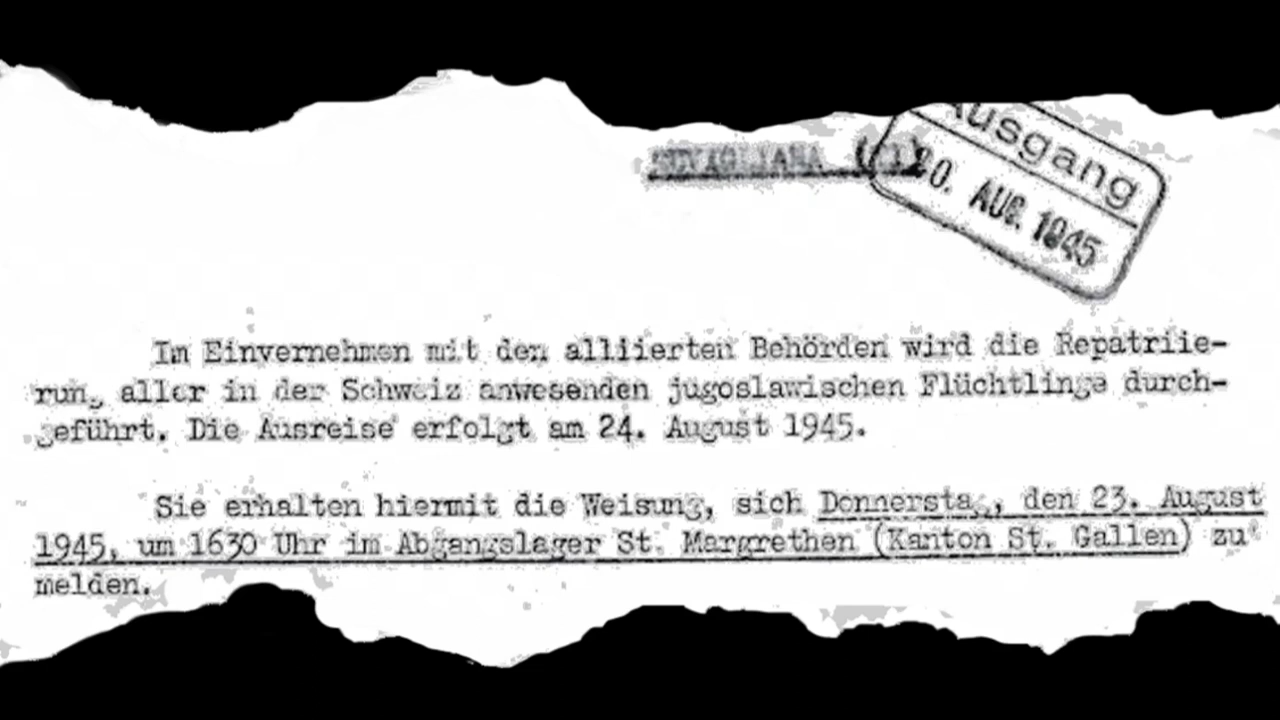 Ausgang
20. AUG. 1945
Im Einvernehmen mit den alliierten Behörden wird die Repatriie-
rung aller in der Schweiz anwesenden jugoslawischen Flüchtlinge durch-
geführt. Die Ausreise erfolgt am 24. August 1945.
Sie erhalten hiermit die Weisung, sich Donnerstag, den 23. August
1945, um 1630 Uhr im Abgangslager St. Margrethen (Kanton St. Gallen) zu
melden.